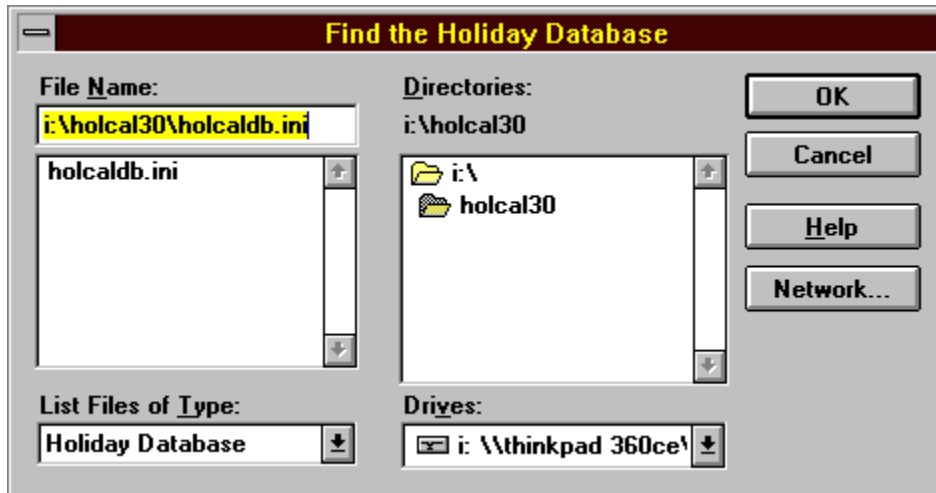 Find the Holiday Database
File Name:
i:\holcal30\holcaldb.ini
holcaldb.ini
List Files of Type:
Holiday Database
Directories:
i:\holcal30
i:\
holcal30
Drives:
i: \\thinkpad 360ce\
OK
Cancel
Help
Network...